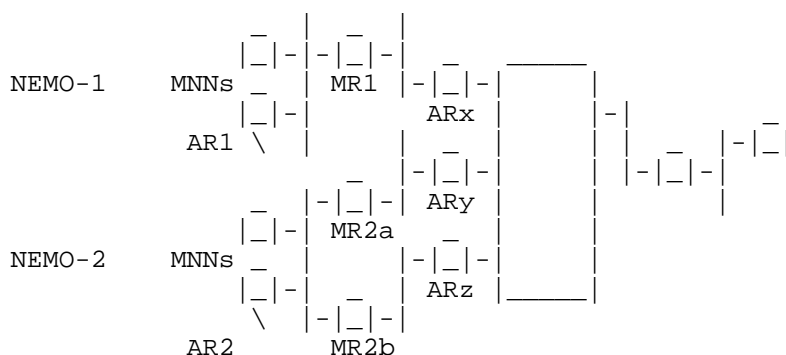 NEMO-1 MNNs MR1
ARx
AR1
ARy
MR2a
NEMO-2 MNNs
ARz
AR2 MR2b